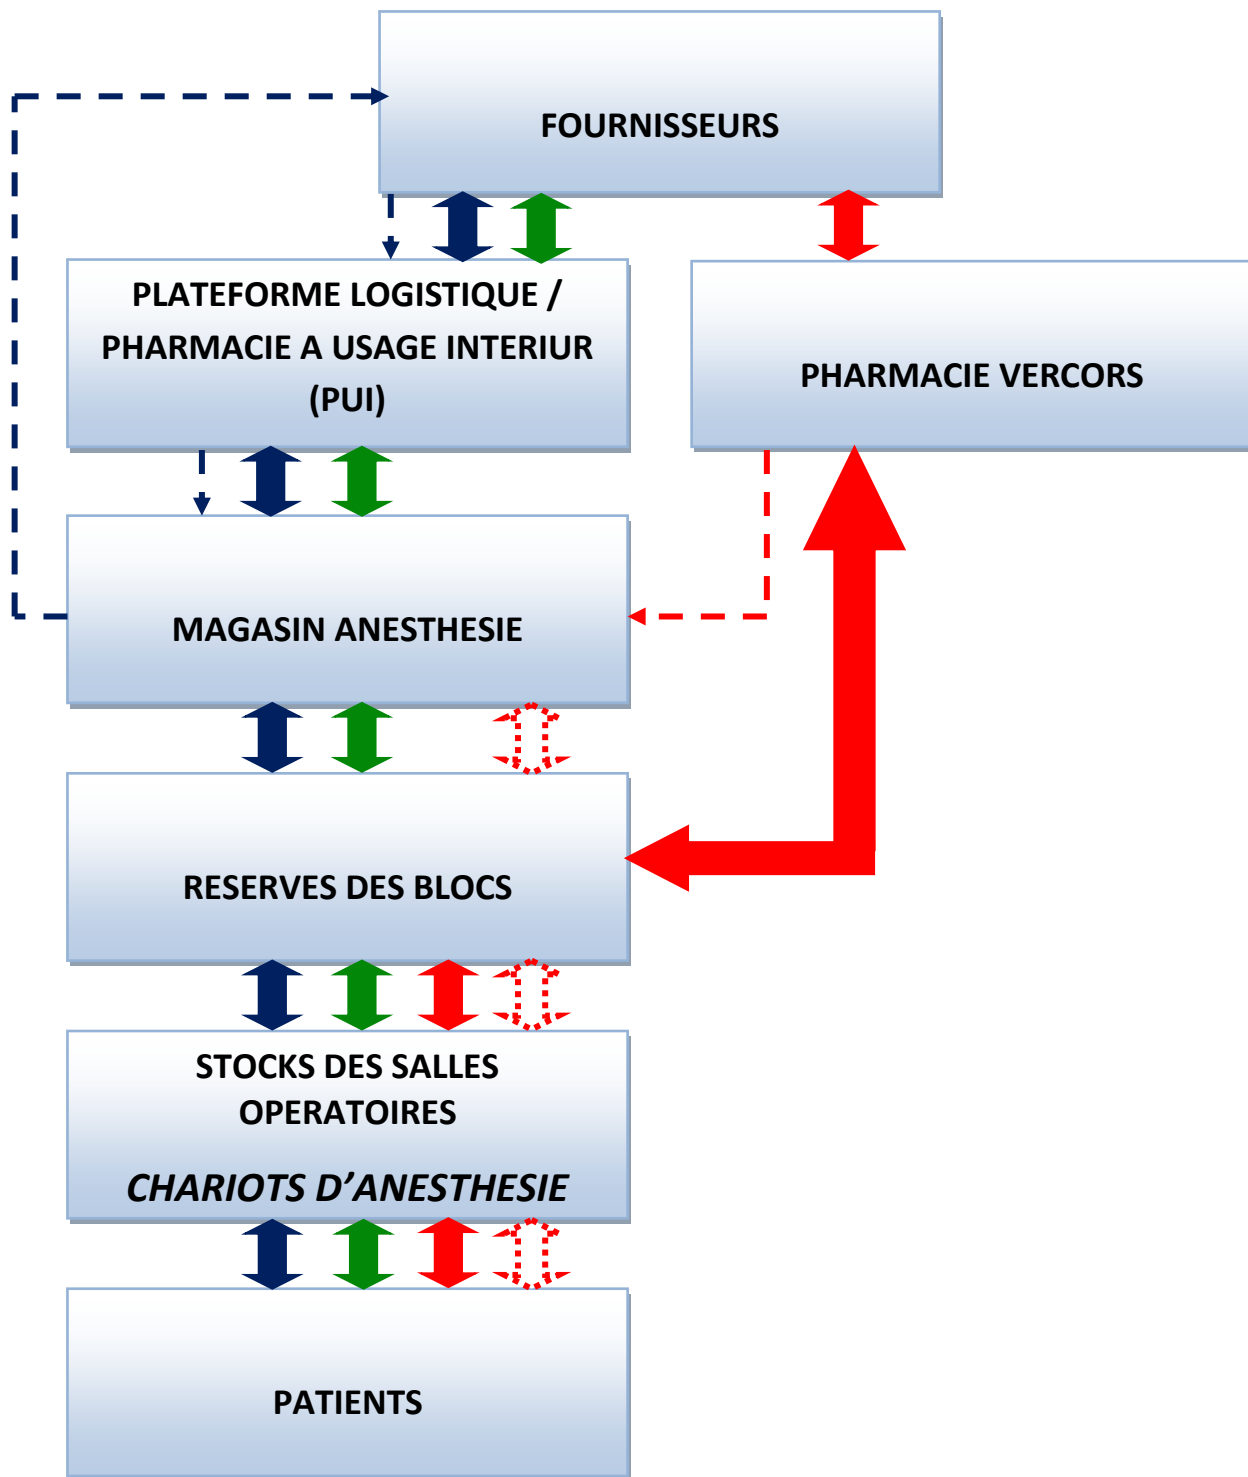 FOURNISSEURS
PLATEFORME LOGISTIQUE /
PHARMACIE A USAGE INTERIUR
(PUI)
PHARMACIE VERCORS
MAGASIN ANESTHESIE
RESERVES DES BLOCS
STOCKS DES SALLES
OPERATOIRES
CHARIOTS D’ANESTHESIE
PATIENTS